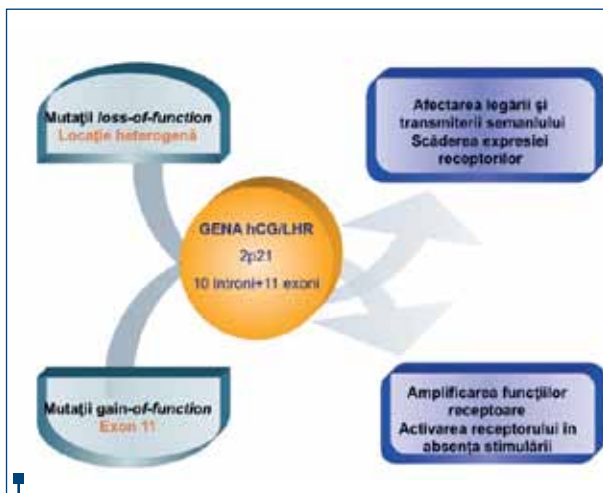 Mutații loss-of-function
Locație heterogenă
Afectarea legării și
transmiterii semanlului
Scăderea expresiei
receptorilor
GENA hCG/LHR
2p21
10 introni+11 exoni
Mutații gain-of-function
Exon 11
Amplificarea funcțiilor
receptoare
Activarea receptorului în
absența stimulării